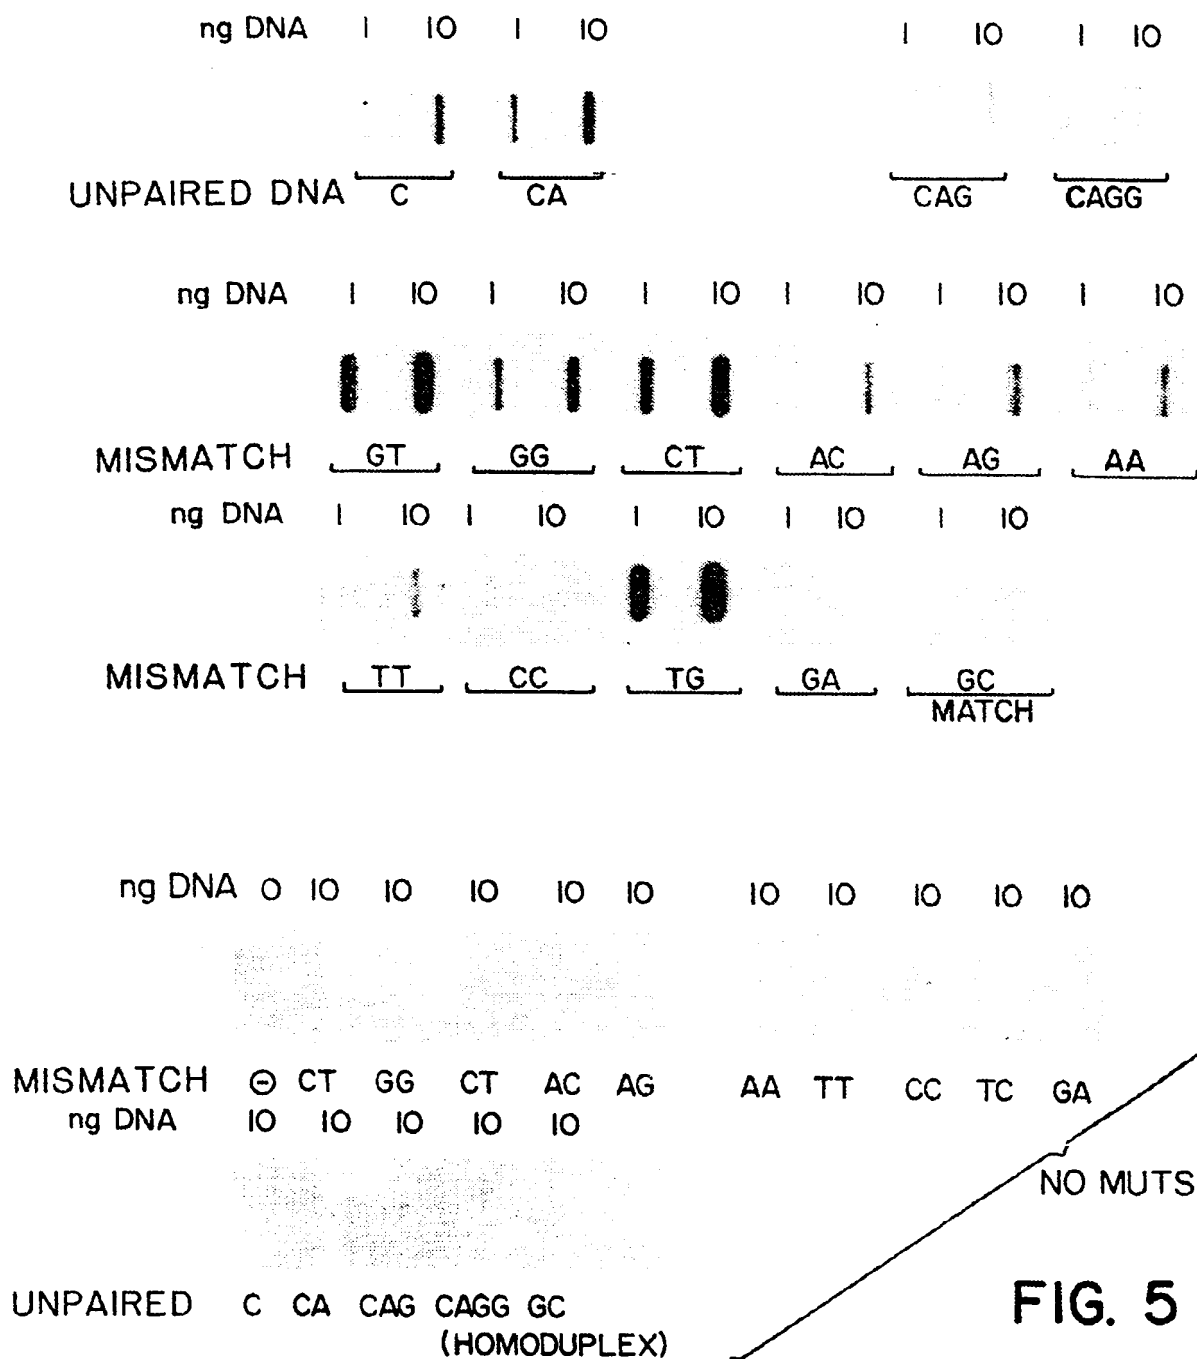 ng DNA 1 10 1 10 1 10 1 10
UNPAIRED DNA C CA CAG CAGG
ng DNA 1 10 1 10 1 10 1 10 1 10 1 10
MISMATCH GT GG CT AC AG AA
ng DNA 1 10 1 10 1 10 1 10 1 10
MISMATCH TT CC TG GA GC
MATCH
ng DNA 0 10 10 10 10 10 10 10 10 10 10
MISMATCH ⊖ CT GG CT AC AG AA TT CC TC GA
ng DNA 10 10 10 10 10
NO MUTS
UNPAIRED C CA CAG CAGG GC
(HOMODUPLEX)
FIG. 5